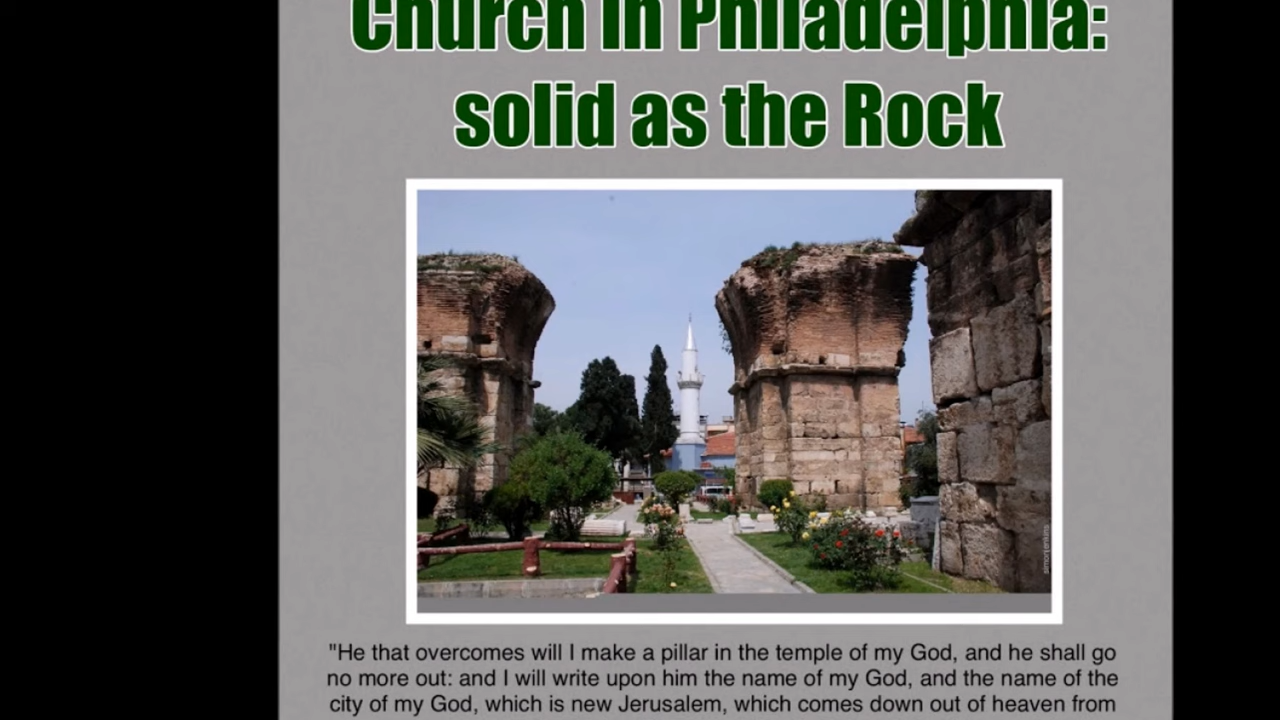 Church in Philadelphia:
solid as the Rock
"He that overcomes will I make a pillar in the temple of my God, and he shall go
no more out: and I will write upon him the name of my God, and the name of the
city of my God, which is new Jerusalem, which comes down out of heaven from